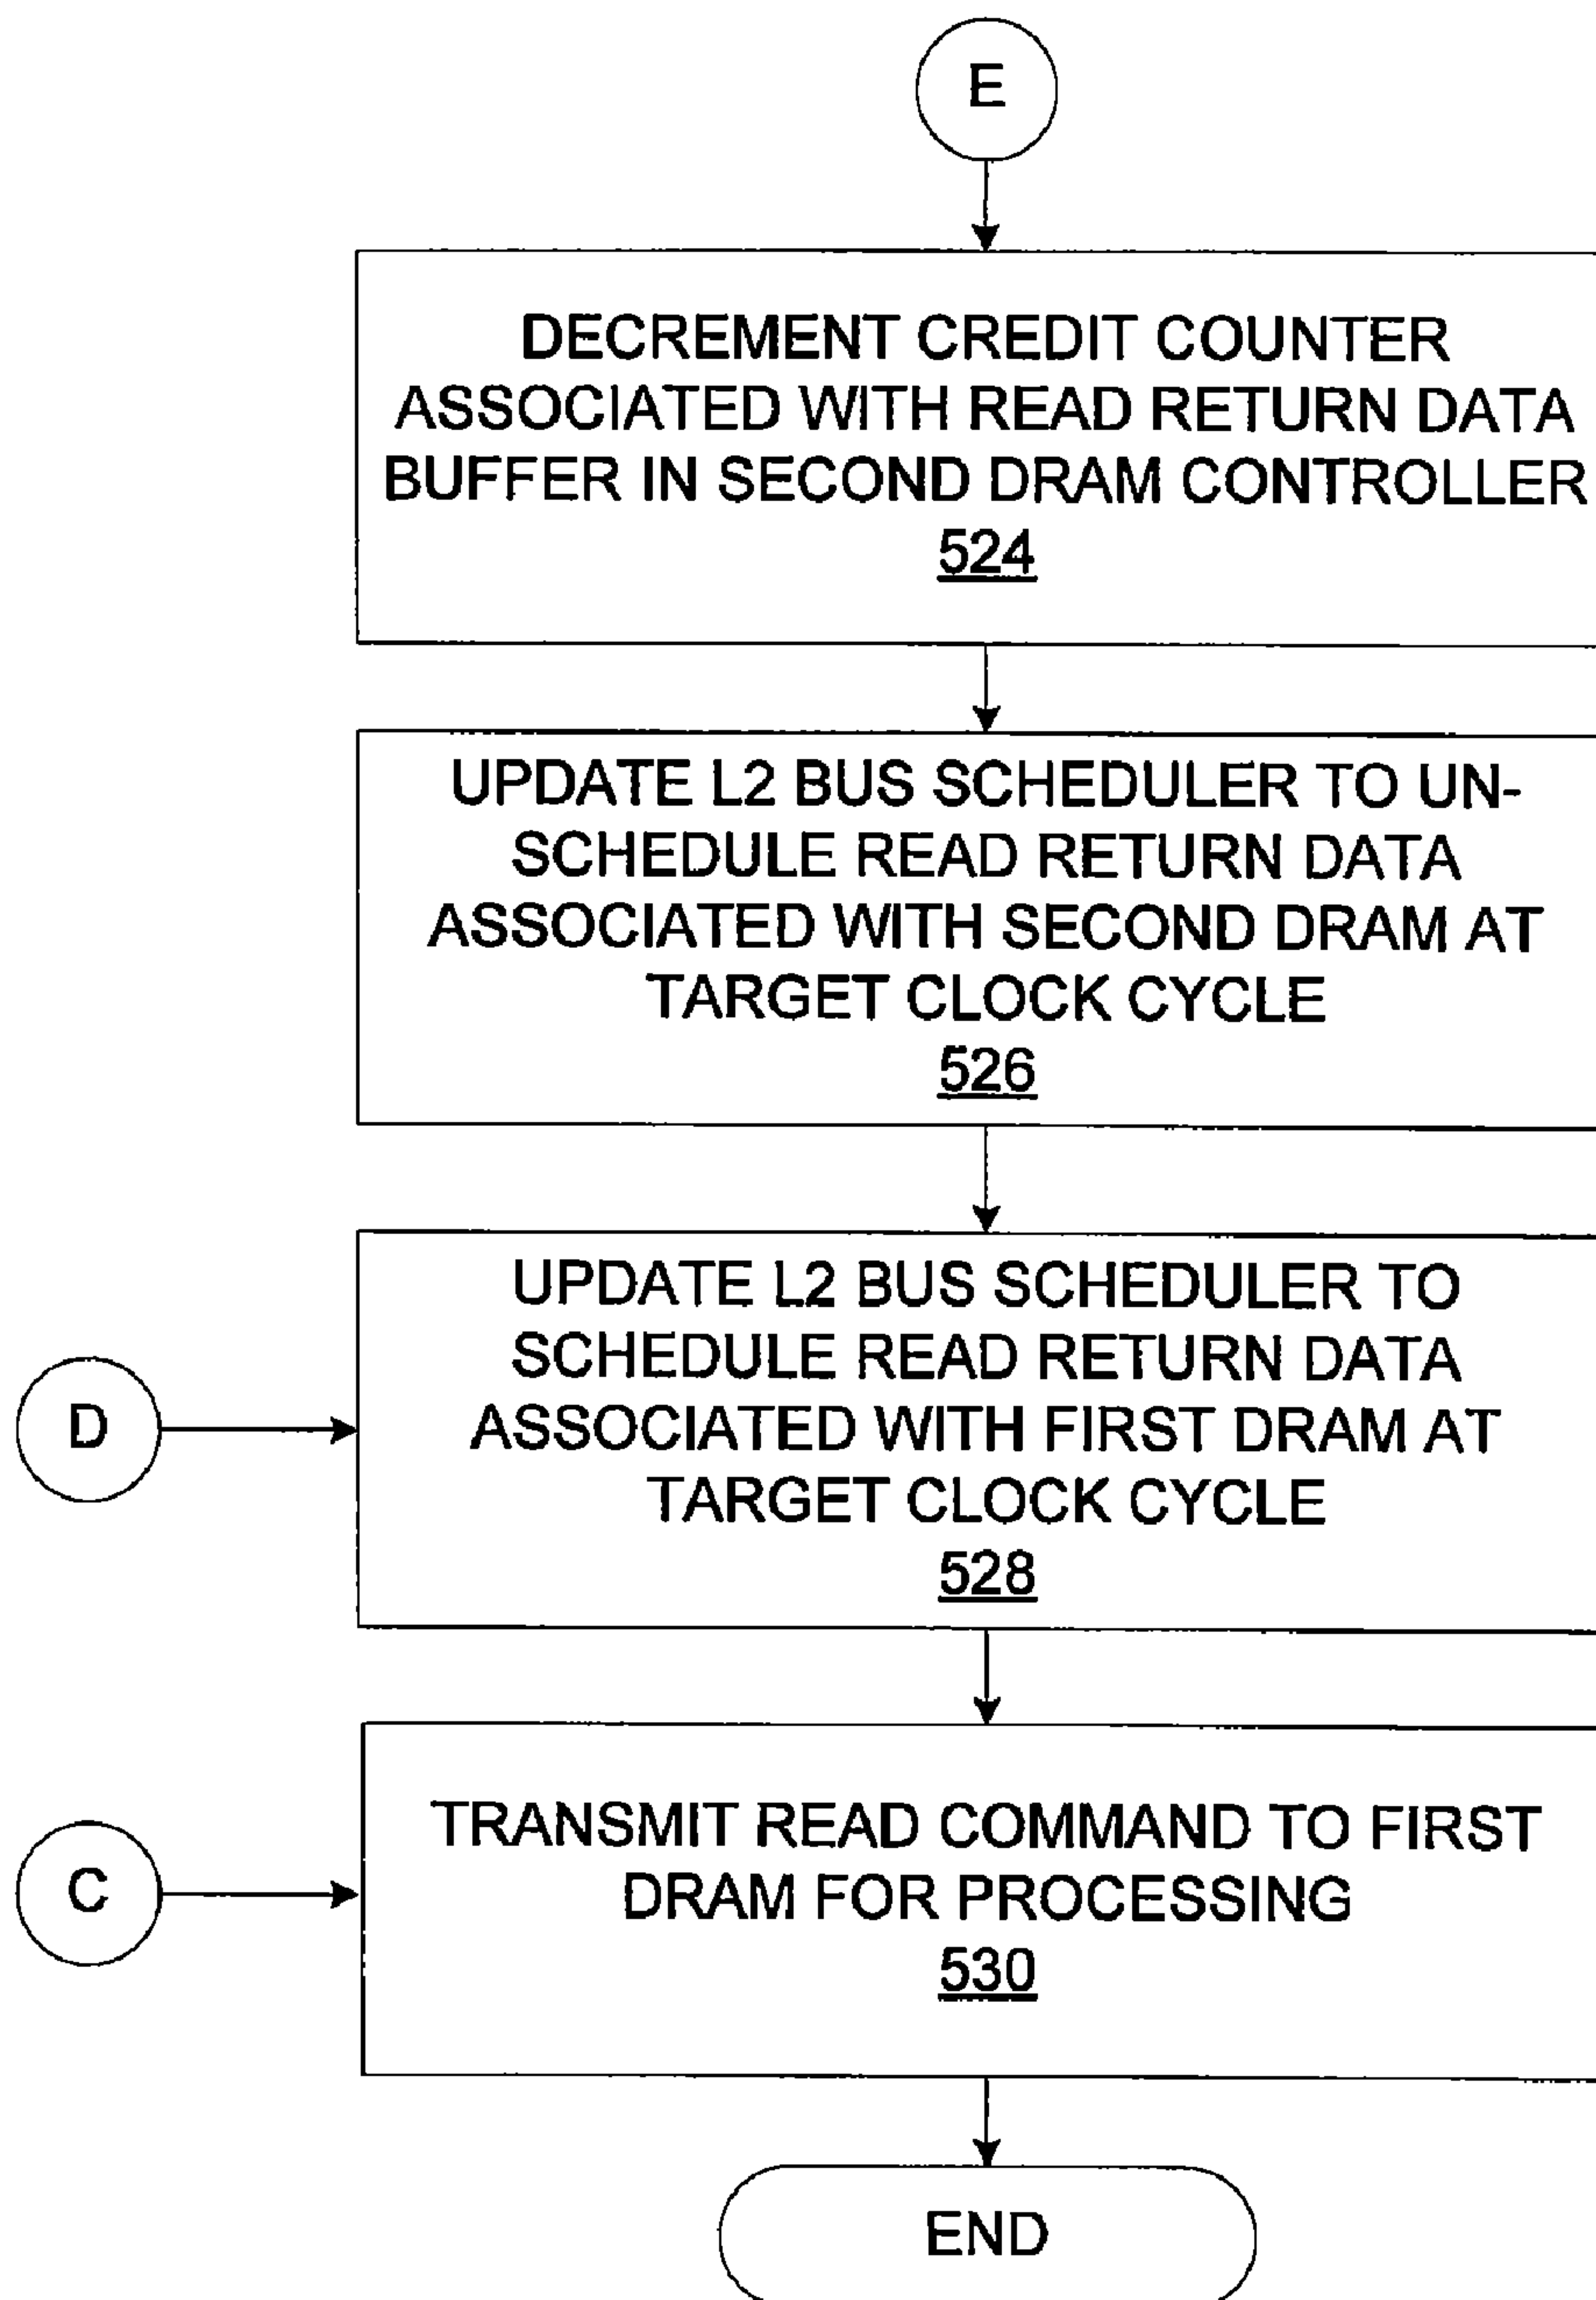 E
DECREMENT CREDIT COUNTER
ASSOCIATED WITH READ RETURN DATA
BUFFER IN SECOND DRAM CONTROLLER
524
UPDATE L2 BUS SCHEDULER TO UN-
SCHEDULE READ RETURN DATA
ASSOCIATED WITH SECOND DRAM AT
TARGET CLOCK CYCLE
526
UPDATE L2 BUS SCHEDULER TO
SCHEDULE READ RETURN DATA
D
ASSOCIATED WITH FIRST DRAM AT
TARGET CLOCK CYCLE
528
TRANSMIT READ COMMAND TO FIRST
C
DRAM FOR PROCESSING
530
END